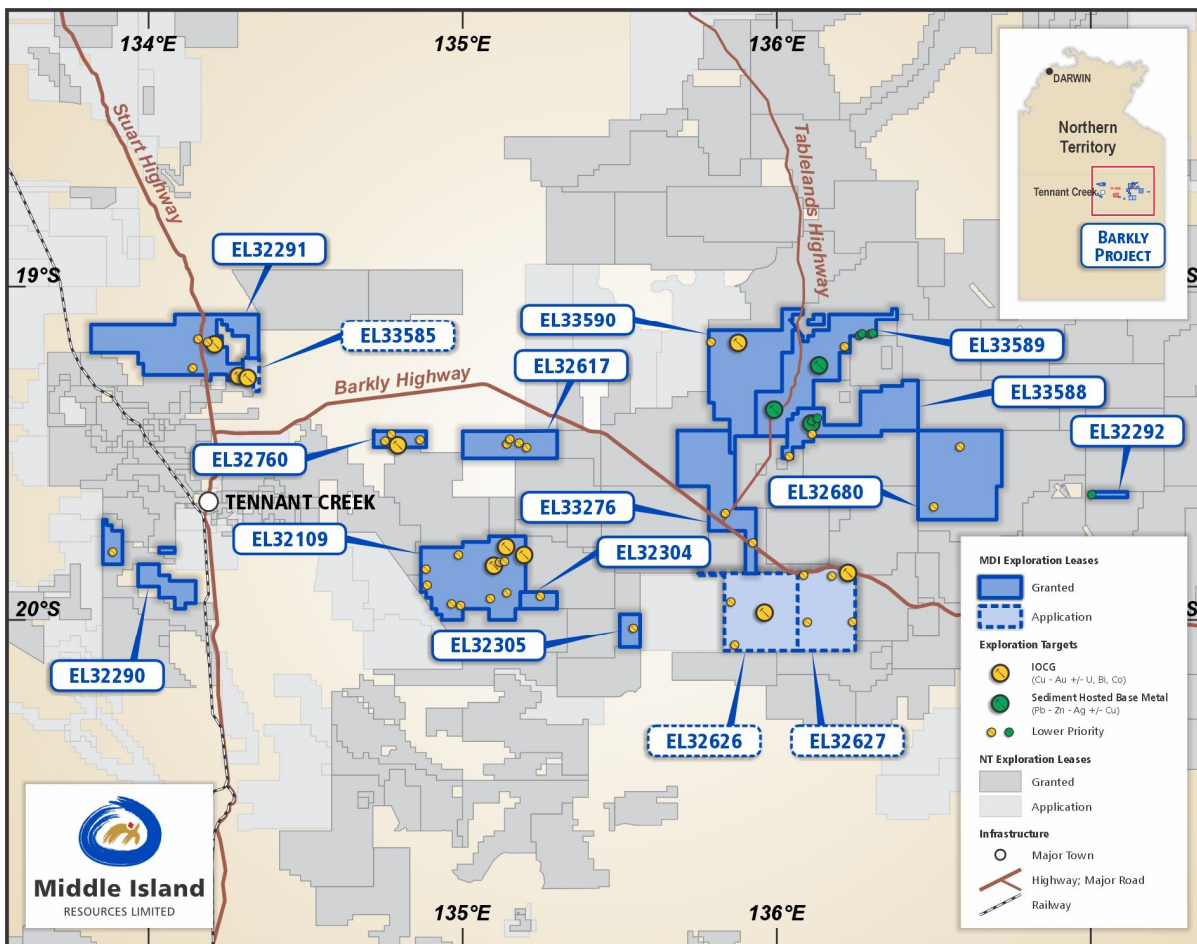 134°E
135°E
136°E
DARWIN
Northern
Territory
Tennant Creek
BARKLY
PROJECT
Stuart Highway
Tablelands Highway
19°S
S
EL32291
EL33585
EL33590
EL33589
EL32617
Barkly Highway
EL33588
EL32292
EL32760
EL32680
TENNANT CREEK
EL33276
EL32109
EL32304
20°S
S
EL32305
EL32290
EL32626
EL32627
MDI Exploration Leases
Granted
Application
Exploration Targets
IOCG
(Cu - Au +/- U, Bi, Co)
Sediment Hosted Base Metal
(Pb - Zn - Ag +/- Cu)
Lower Priority
NT Exploration Leases
Granted
Application
Infrastructure
Major Town
Highway; Major Road
Railway
Middle Island
RESOURCES LIMITED
135°E
136°E